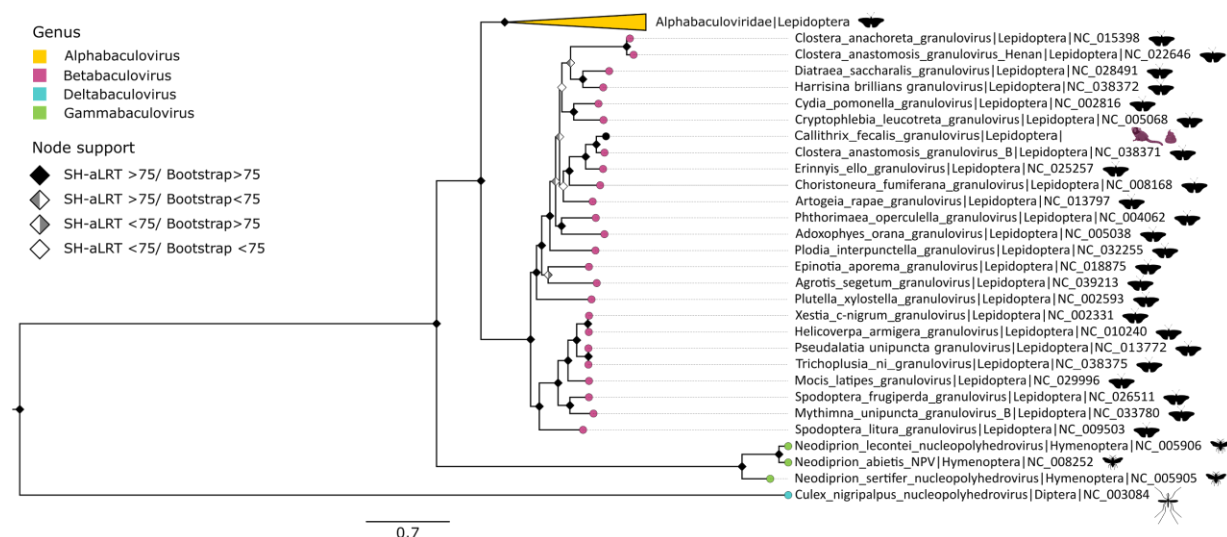 Genus
Alphabaculovirus
Betabaculovirus
Deltabaculovirus
Gammabaculovirus
Node support
SH-aLRT >75/ Bootstrap>75
SH-aLRT >75/ Bootstrap<75
SH-aLRT <75/ Bootstrap>75
SH-aLRT <75/ Bootstrap <75
Alphabaculoviridae|Lepidoptera
Clostera_anachoreta_granulovirus|Lepidoptera|NC_015398
Clostera_anastomosis_granulovirus_Henan|Lepidoptera|NC_022646
Diatraea_saccharalis_granulovirus|Lepidoptera|NC_028491
Harrisina brillians granulovirus|Lepidoptera|NC_038372
Cydia_pomonella_granulovirus|Lepidoptera|NC_002816
Cryptophlebia_leucotreta_granulovirus|Lepidoptera|NC_005068
Callithrix_fecalis_granulovirus|Lepidoptera|
Clostera_anastomosis_granulovirus_B|Lepidoptera|NC_038371
Erinnyis_ello_granulovirus|Lepidoptera|NC_025257
Choristoneura_fumiferana_granulovirus|Lepidoptera|NC_008168
Artogeia_rapae_granulovirus|Lepidoptera|NC_013797
Phthorimaea_operculella_granulovirus|Lepidoptera|NC_004062
Adoxophyes_orana_granulovirus|Lepidoptera|NC_005038
Plodia_interpunctella_granulovirus|Lepidoptera|NC_032255
Epinotia_aporema_granulovirus|Lepidoptera|NC_018875
Agrotis_segetum_granulovirus|Lepidoptera|NC_039213
Plutella_xylostella_granulovirus|Lepidoptera|NC_002593
Xestia_c-nigrum_granulovirus|Lepidoptera|NC_002331
Helicoverpa_armigera_granulovirus|Lepidoptera|NC_010240
Pseudalatia unipuncta granulovirus|Lepidoptera|NC_013772
Trichoplusia_ni_granulovirus|Lepidoptera|NC_038375
Mocis_latipes_granulovirus|Lepidoptera|NC_029996
Spodoptera_frugiperda_granulovirus|Lepidoptera|NC_026511
Mythimna_unipuncta_granulovirus_B|Lepidoptera|NC_033780
Spodoptera_litura_granulovirus|Lepidoptera|NC_009503
Neodiprion_lecontei_nucleopolyhedrovirus|Hymenoptera|NC_005906
Neodiprion_abietis_NPV|Hymenoptera|NC_008252
Neodiprion_sertifer_nucleopolyhedrovirus|Hymenoptera|NC_005905
Culex_nigripalpus_nucleopolyhedrovirus|Diptera|NC_003084
0.7